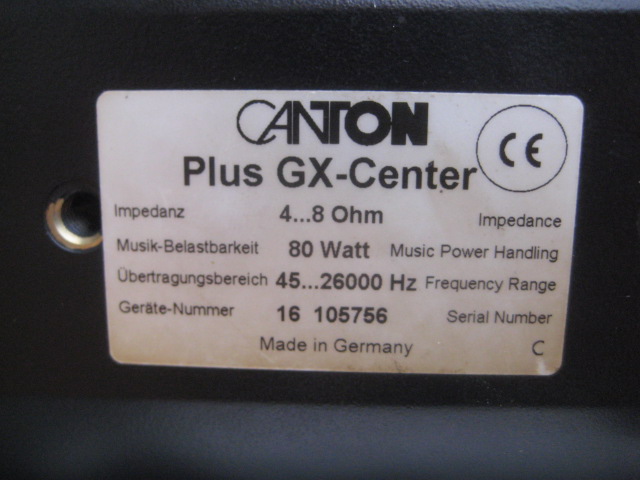 CANTON
CE
Plus GX-Center
Impedanz 4...8 Ohm Impedance
Musik-Belastbarkeit 80 Watt Music Power Handling
Übertragungsbereich 45...26000 Hz Frequency Range
Geräte-Nummer 16 105756 Serial Number
Made in Germany C